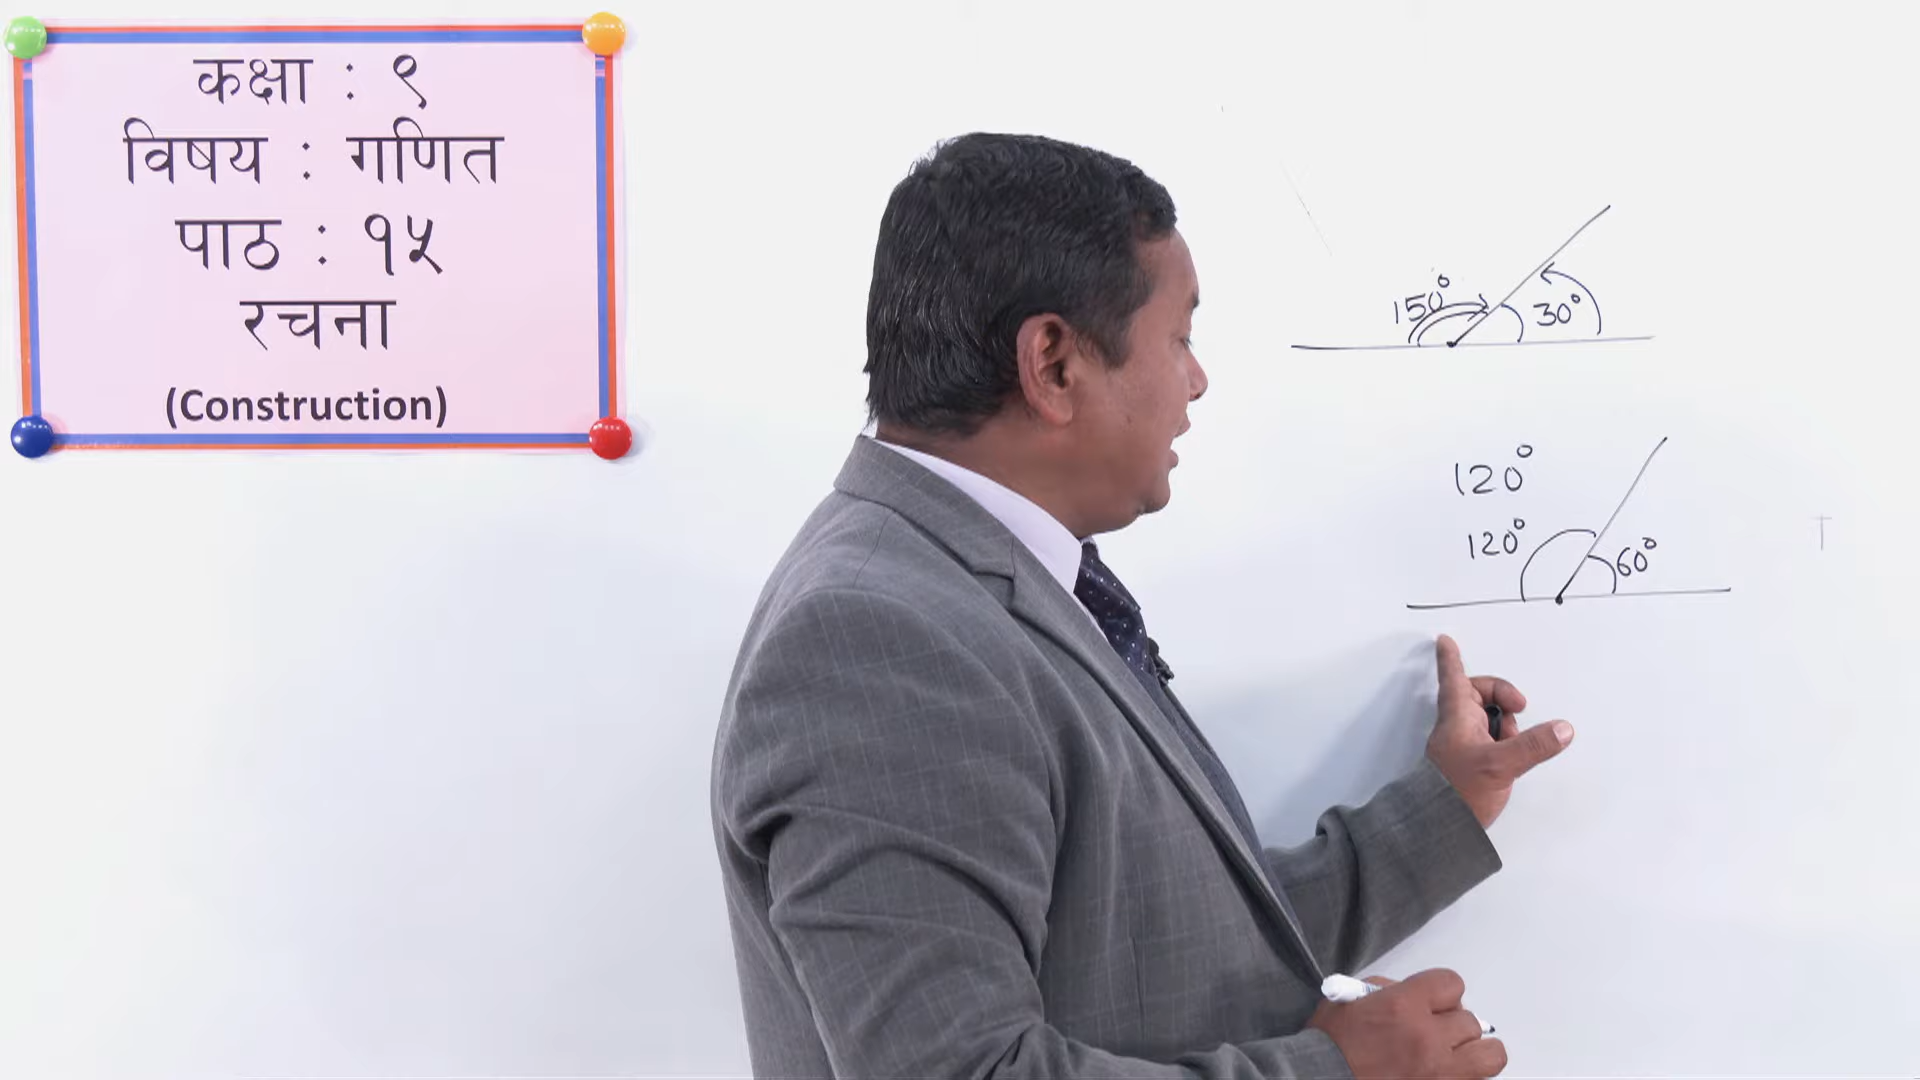 कक्षा : ९
विषय : गणित
पाठ : १५
रचना
(Construction)
150° 30°
120°
120° 60°